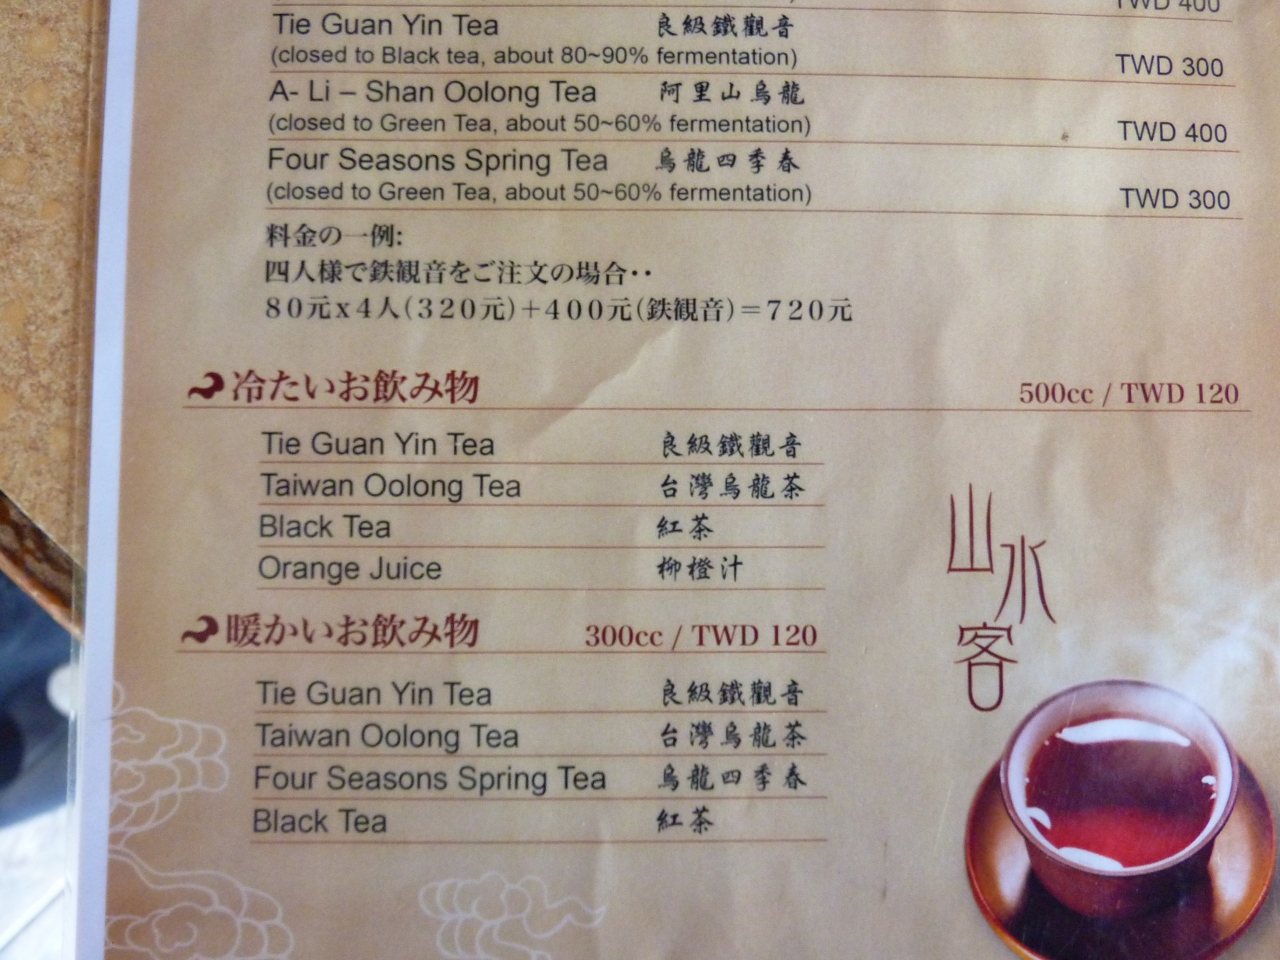 TWD 400
Tie Guan Yin Tea 良級鐵觀音
(closed to Black tea, about 80~90% fermentation) TWD 300
A- Li – Shan Oolong Tea 阿里山烏龍
(closed to Green Tea, about 50~60% fermentation) TWD 400
Four Seasons Spring Tea 烏龍四季春
(closed to Green Tea, about 50~60% fermentation) TWD 300
料金の一例:
四人様で鉄観音をご注文の場合‥
80元x4人(320元)+400元(鉄観音)=720元
冷たいお飲み物 500cc / TWD 120
Tie Guan Yin Tea 良級鐵觀音
Taiwan Oolong Tea 台灣烏龍茶
Black Tea 紅茶
Orange Juice 柳橙汁
暖かいお飲み物 300cc / TWD 120
Tie Guan Yin Tea 良級鐵觀音
Taiwan Oolong Tea 台灣烏龍茶
Four Seasons Spring Tea 烏龍四季春
Black Tea 紅茶
山水客